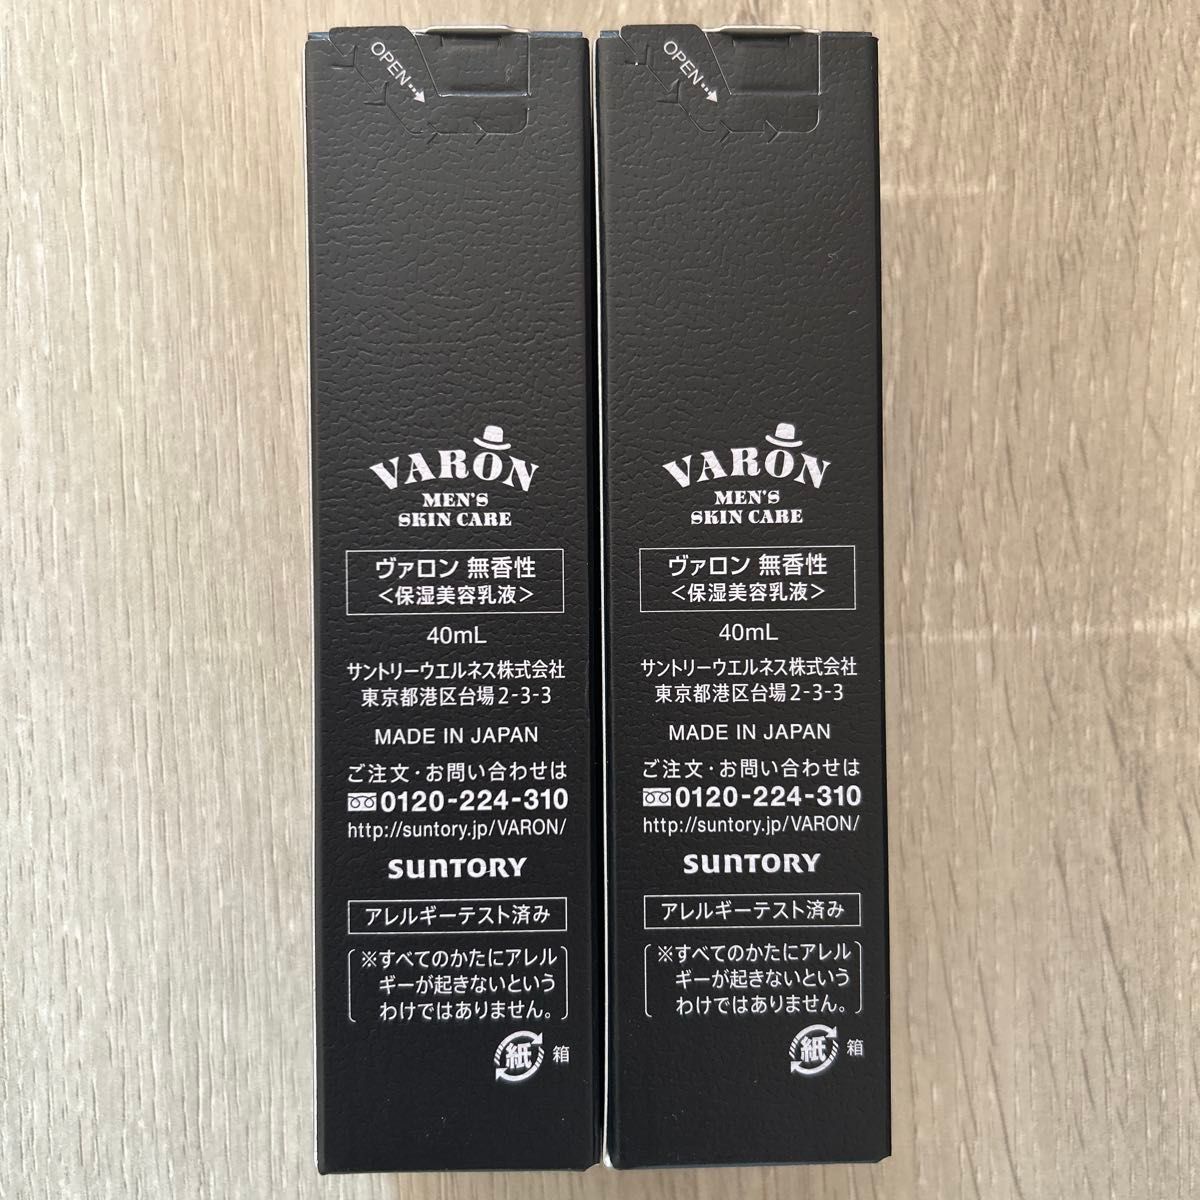 OPEN
VARON
MEN'S
SKIN CARE
ヴァロン 無香性
<保湿美容乳液>
40mL
サントリーウエルネス株式会社
東京都港区台場2-3-3
MADE IN JAPAN
ご注文・お問い合わせは
0120-224-310
http://suntory.jp/VARON/
SUNTORY
アレルギーテスト済み
※すべてのかたにアレル
ギーが起きないという
わけではありません。
紙 箱
OPEN
VARON
MEN'S
SKIN CARE
ヴァロン 無香性
<保湿美容乳液>
40mL
サントリーウエルネス株式会社
東京都港区台場2-3-3
MADE IN JAPAN
ご注文・お問い合わせは
0120-224-310
http://suntory.jp/VARON/
SUNTORY
アレルギーテスト済み
※すべてのかたにアレル
ギーが起きないという
わけではありません。
紙 箱